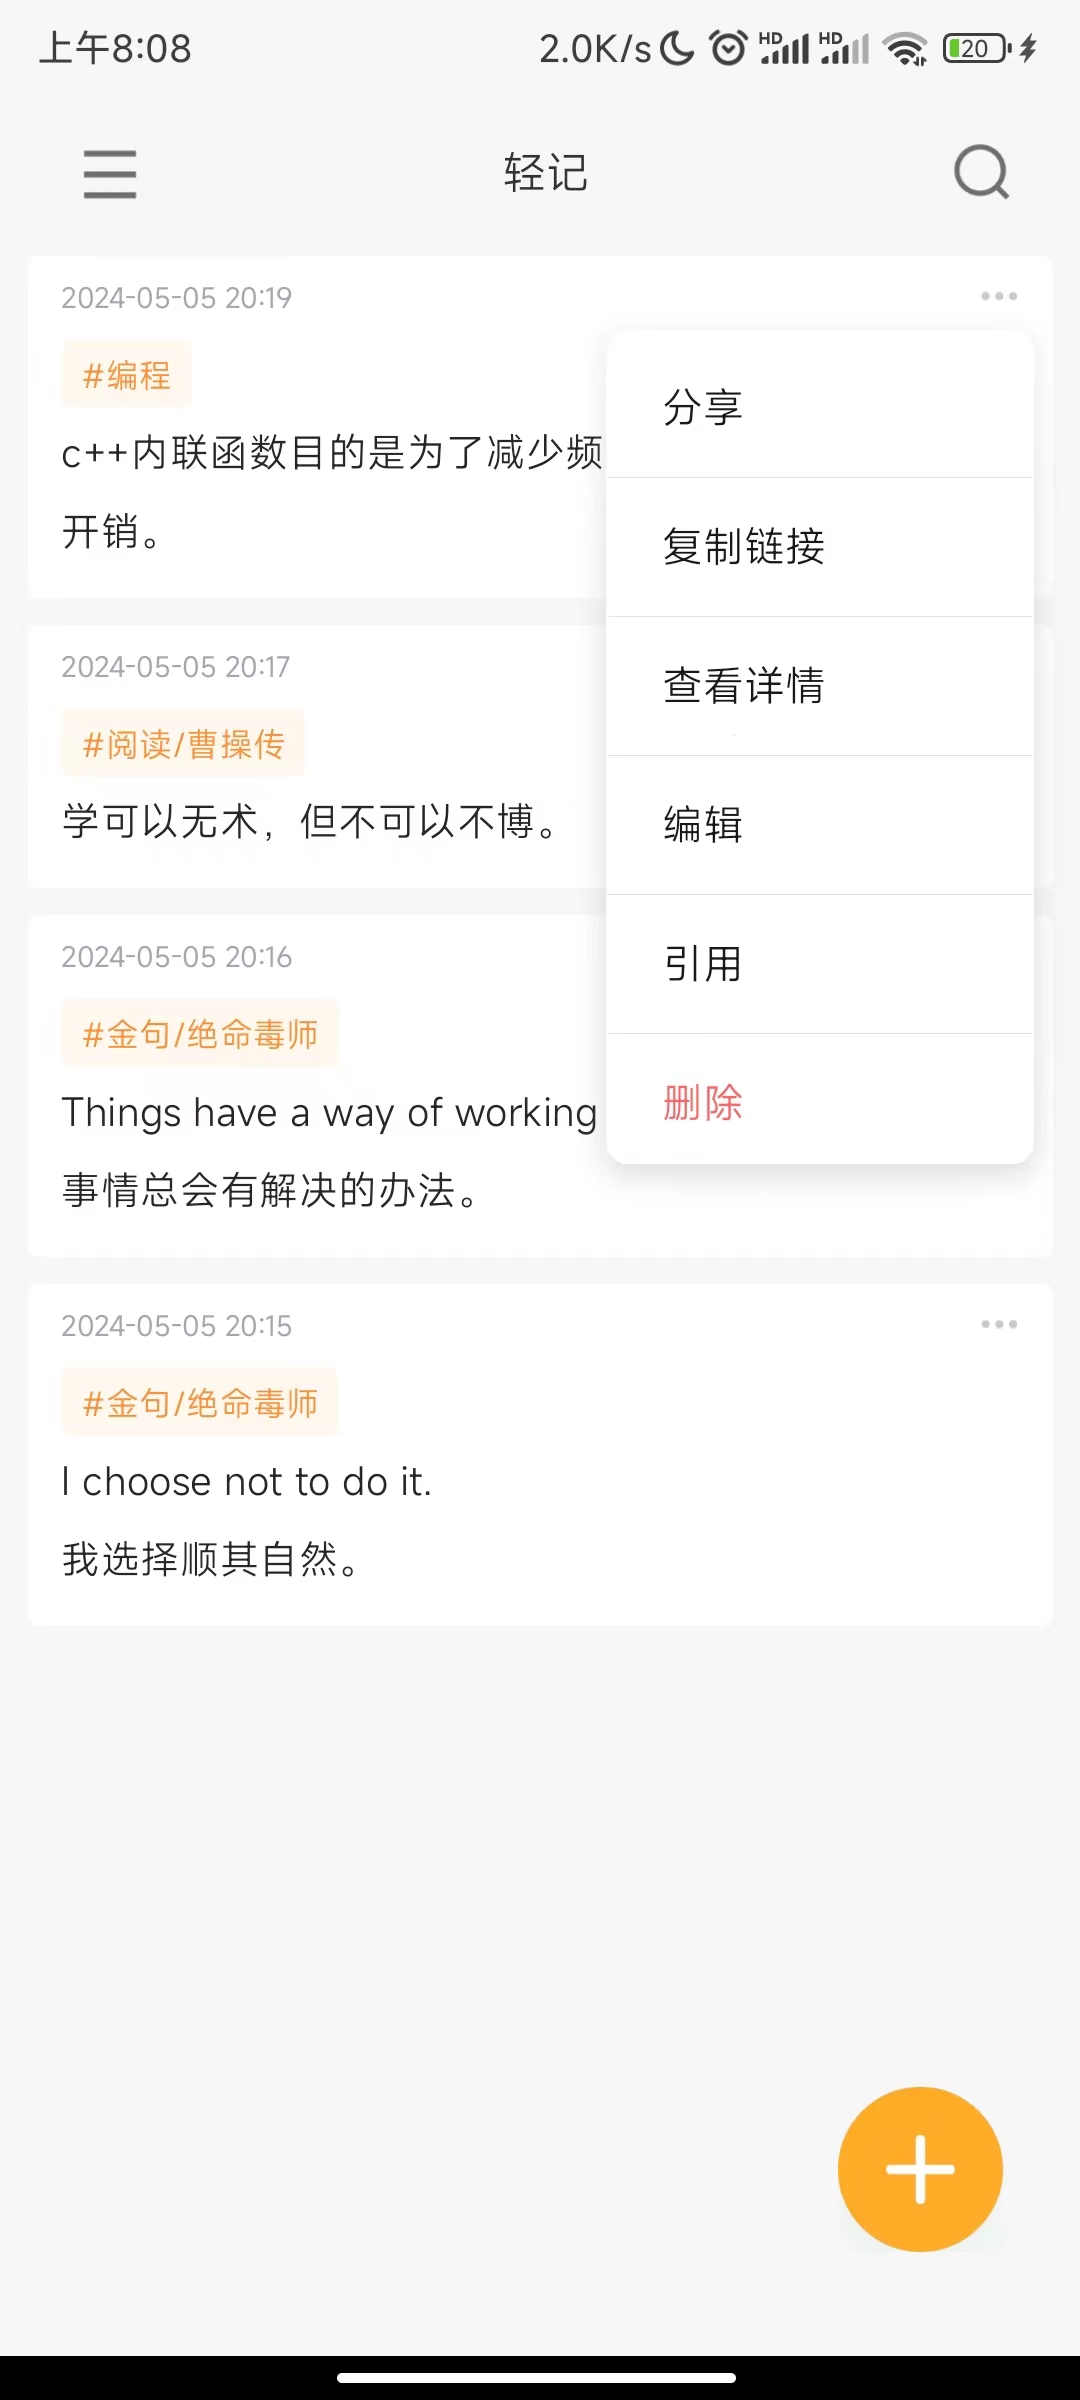 上午8:08 2.0K/s HD HD 20
轻记
2024-05-05 20:19
#编程
c++内联函数目的是为了减少频
开销。
分享
复制链接
查看详情
编辑
引用
删除
2024-05-05 20:17
#阅读/曹操传
学可以无术，但不可以不博。
2024-05-05 20:16
#金句/绝命毒师
Things have a way of working
事情总会有解决的办法。
2024-05-05 20:15
#金句/绝命毒师
I choose not to do it.
我选择顺其自然。